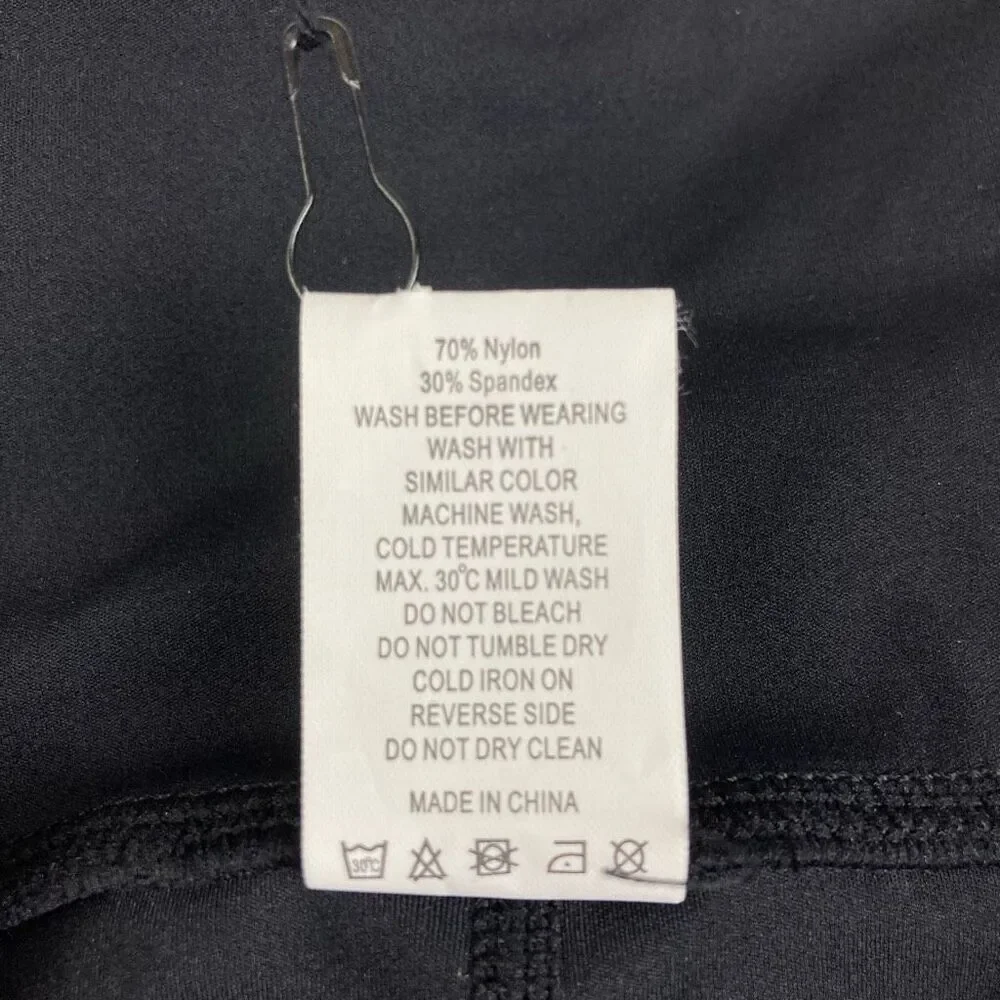 70% Nylon
30% Spandex
WASH BEFORE WEARING
WASH WITH
SIMILAR COLOR
MACHINE WASH,
COLD TEMPERATURE
MAX. 30°C MILD WASH
DO NOT BLEACH
DO NOT TUMBLE DRY
COLD IRON ON
REVERSE SIDE
DO NOT DRY CLEAN
MADE IN CHINA
30°C